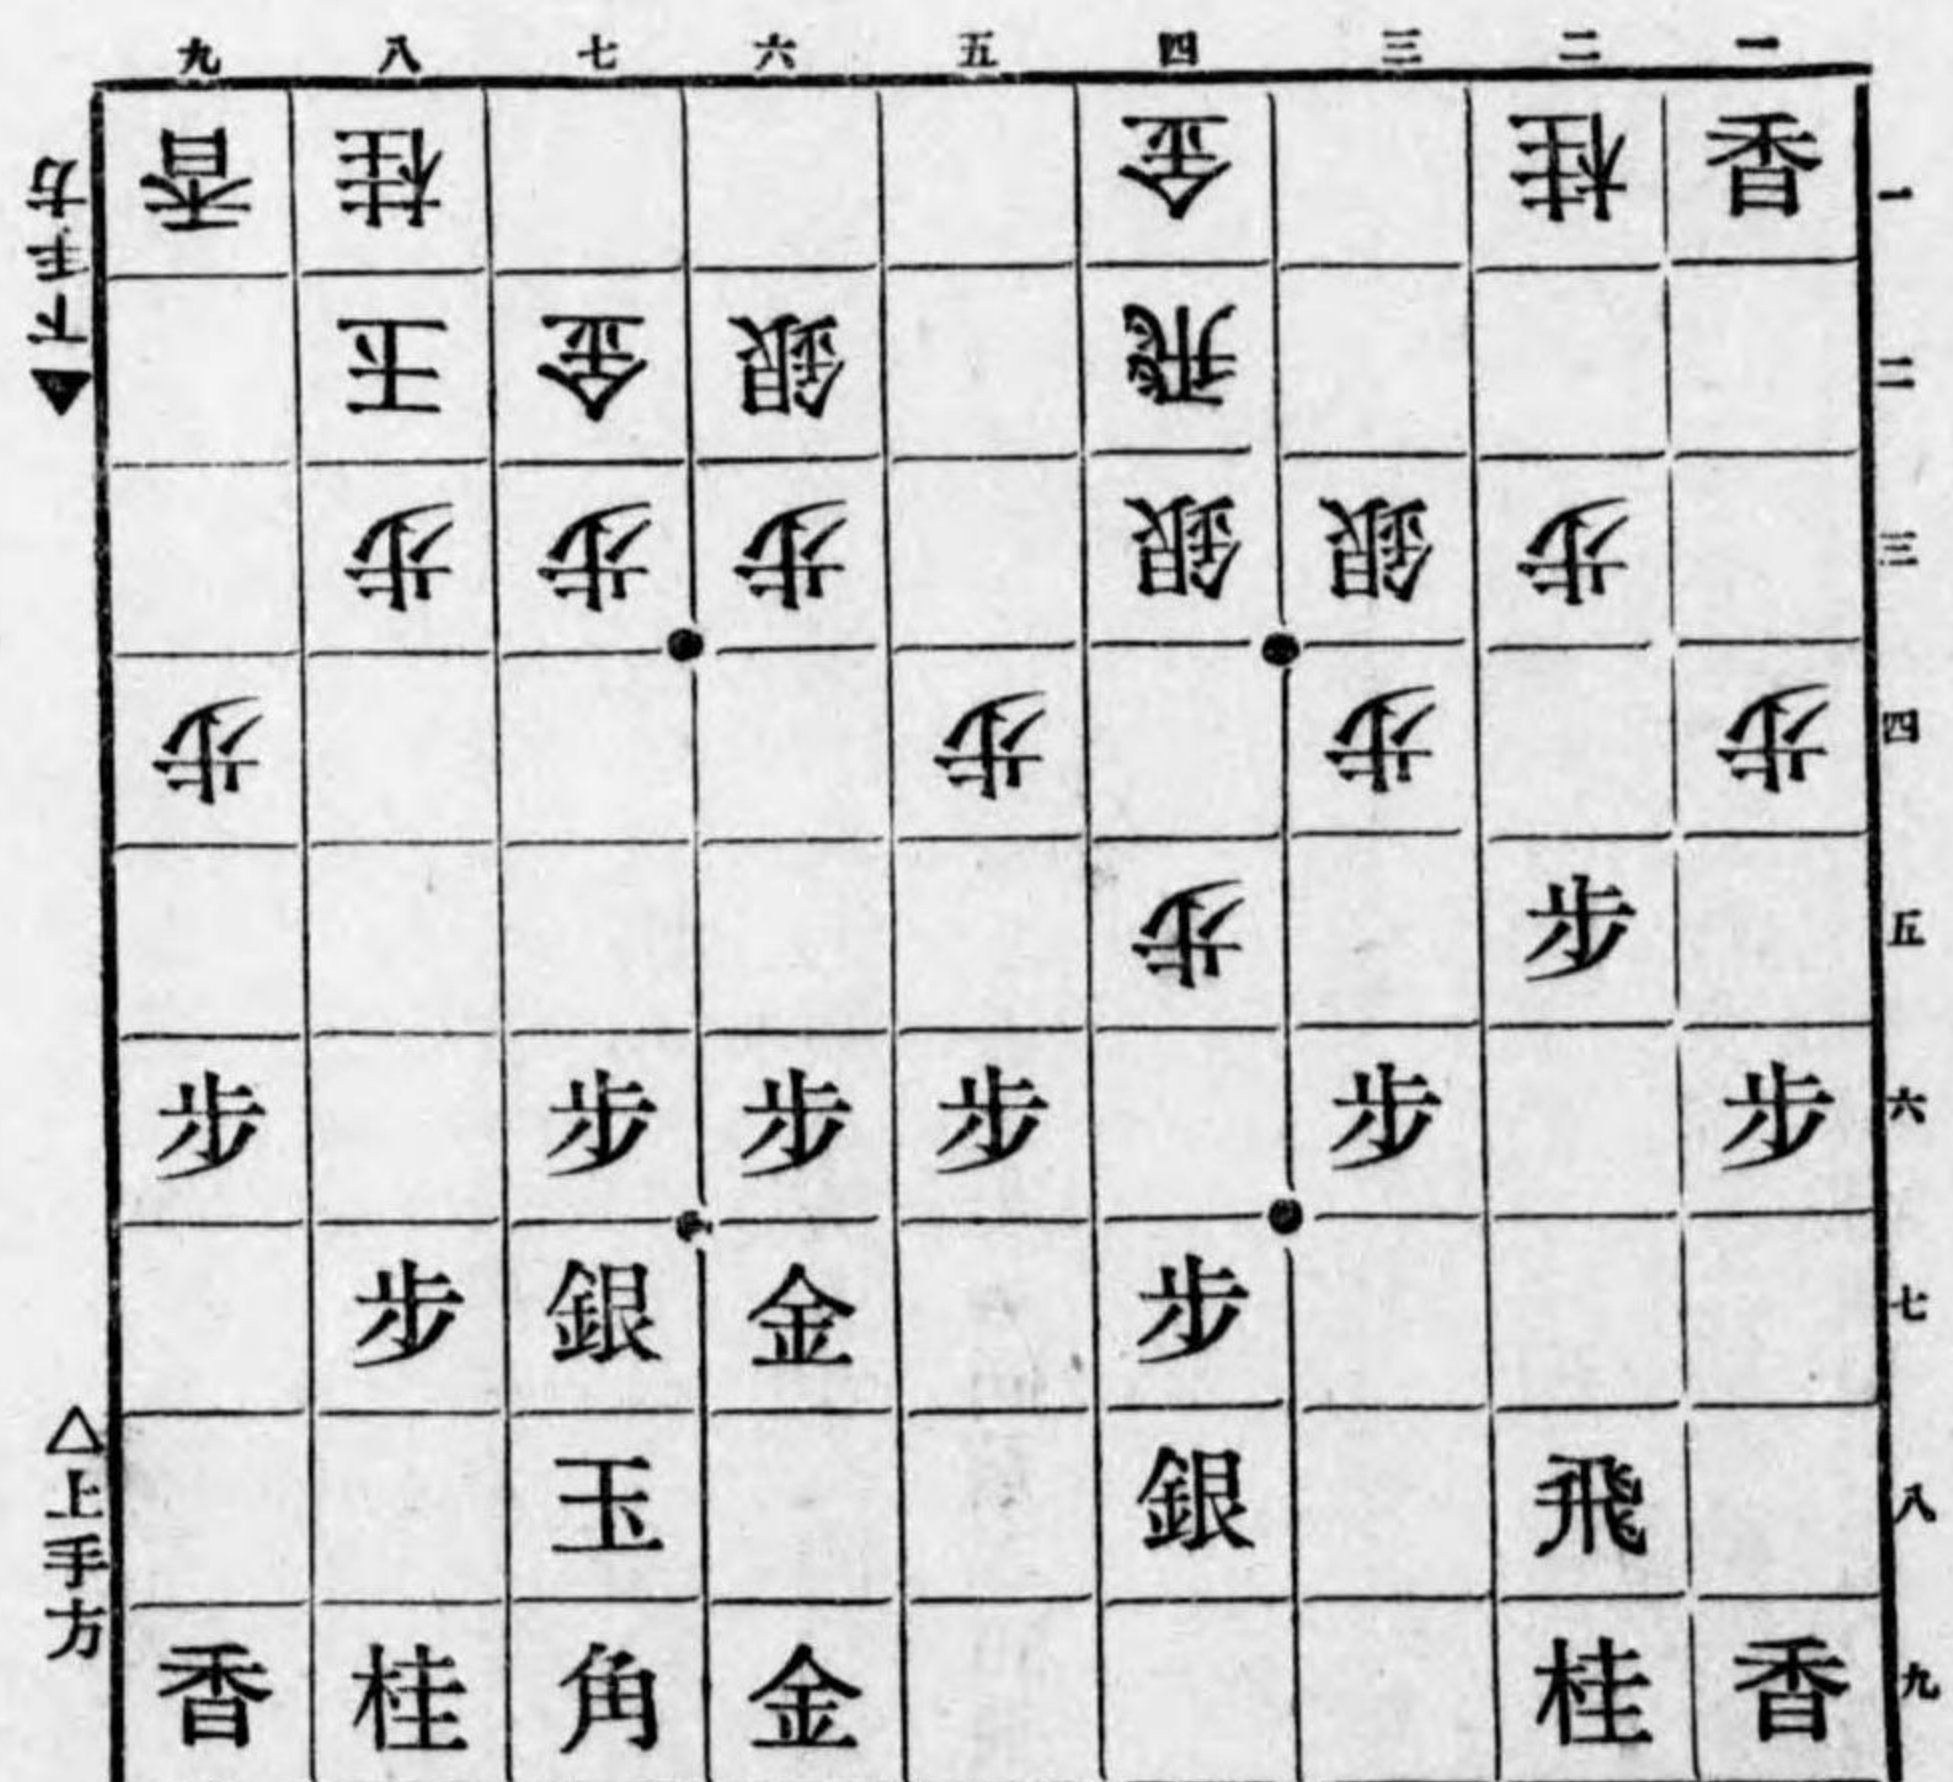 九 八 七 六 五 四 三 二 一
香 桂 金 桂 香 一
玉 金 銀 飛 二
歩 歩 歩 銀 銀 歩 三
歩 歩 歩 歩 四
歩 歩 五
歩 歩 歩 歩 歩 歩 六
歩 銀 金 歩 七
玉 銀 飛 八
香 桂 角 金 桂 香 九
▲下手方
△上手方